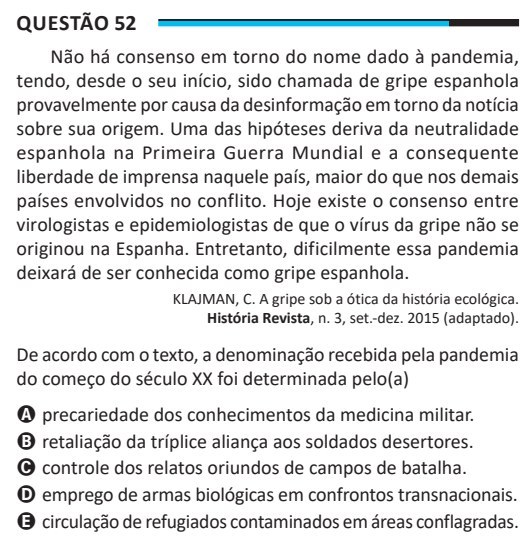 QUESTÃO 52
Não há consenso em torno do nome dado à pandemia,
tendo, desde o seu início, sido chamada de gripe espanhola
provavelmente por causa da desinformação em torno da notícia
sobre sua origem. Uma das hipóteses deriva da neutralidade
espanhola na Primeira Guerra Mundial e a consequente
liberdade de imprensa naquele país, maior do que nos demais
países envolvidos no conflito. Hoje existe o consenso entre
virologistas e epidemiologistas de que o vírus da gripe não se
originou na Espanha. Entretanto, dificilmente essa pandemia
deixará de ser conhecida como gripe espanhola.
KLAJMAN, C. A gripe sob a ótica da história ecológica.
História Revista, n. 3, set.-dez. 2015 (adaptado).
De acordo com o texto, a denominação recebida pela pandemia
do começo do século XX foi determinada pelo(a)
A precariedade dos conhecimentos da medicina militar.
B retaliação da tríplice aliança aos soldados desertores.
C controle dos relatos oriundos de campos de batalha.
D emprego de armas biológicas em confrontos transnacionais.
E circulação de refugiados contaminados em áreas conflagradas.